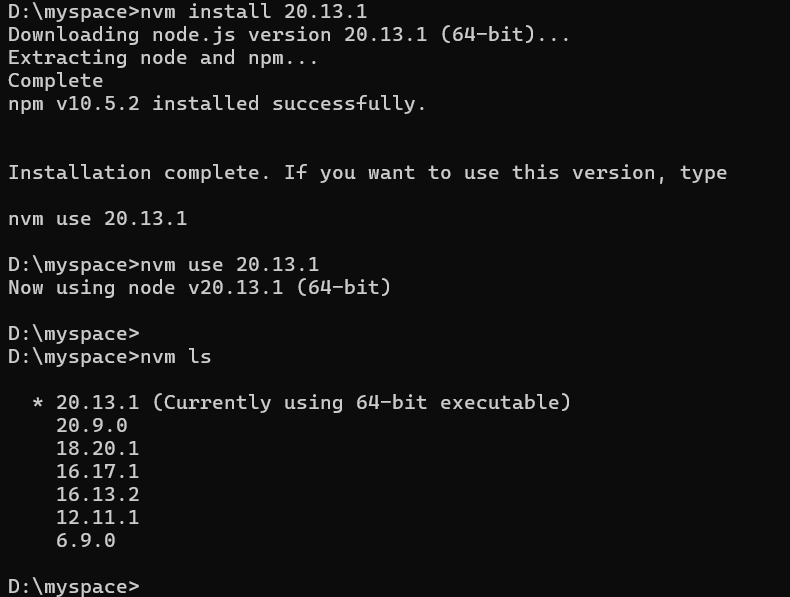 D:\myspace>nvm install 20.13.1
Downloading node.js version 20.13.1 (64-bit)...
Extracting node and npm...
Complete
npm v10.5.2 installed successfully.
Installation complete. If you want to use this version, type
nvm use 20.13.1
D:\myspace>nvm use 20.13.1
Now using node v20.13.1 (64-bit)
D:\myspace>
D:\myspace>nvm ls
* 20.13.1 (Currently using 64-bit executable)
20.9.0
18.20.1
16.17.1
16.13.2
12.11.1
6.9.0
D:\myspace>